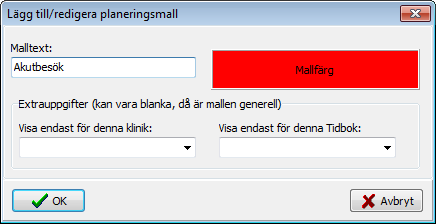 Lägg till/redigera planeringsmall
Malltext:
Akutbesök
Mallfärg
Extrauppgifter (kan vara blanka, då är mallen generell)
Visa endast för denna klinik:
Visa endast för denna Tidbok:
OK
Avbryt